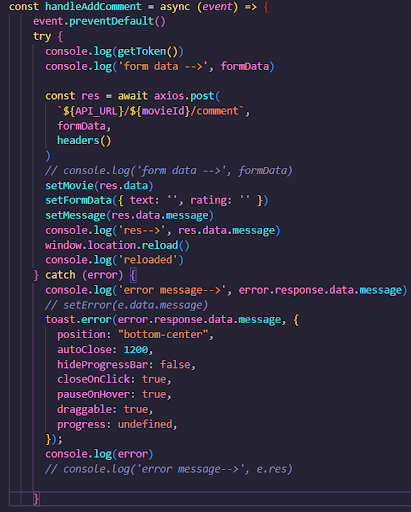 const handleAddComment = async (event) => {
event.preventDefault()
try {
console.log(getToken())
console.log('form data -->', formData)
const res = await axios.post(
`${API_URL}/${movieId}/comment`,
formData,
headers()
)
// console.log('form data -->', formData)
setMovie(res.data)
setFormData({ text: '', rating: '' })
setMessage(res.data.message)
console.log('res-->', res.data.message)
window.location.reload()
console.log('reloaded')
} catch (error) {
console.log('error message-->', error.response.data.message)
// setError(e.data.message)
toast.error(error.response.data.message, {
position: "bottom-center",
autoClose: 1200,
hideProgressBar: false,
closeOnClick: true,
pauseOnHover: true,
draggable: true,
progress: undefined,
});
console.log(error)
// console.log('error message-->', e.res)
}